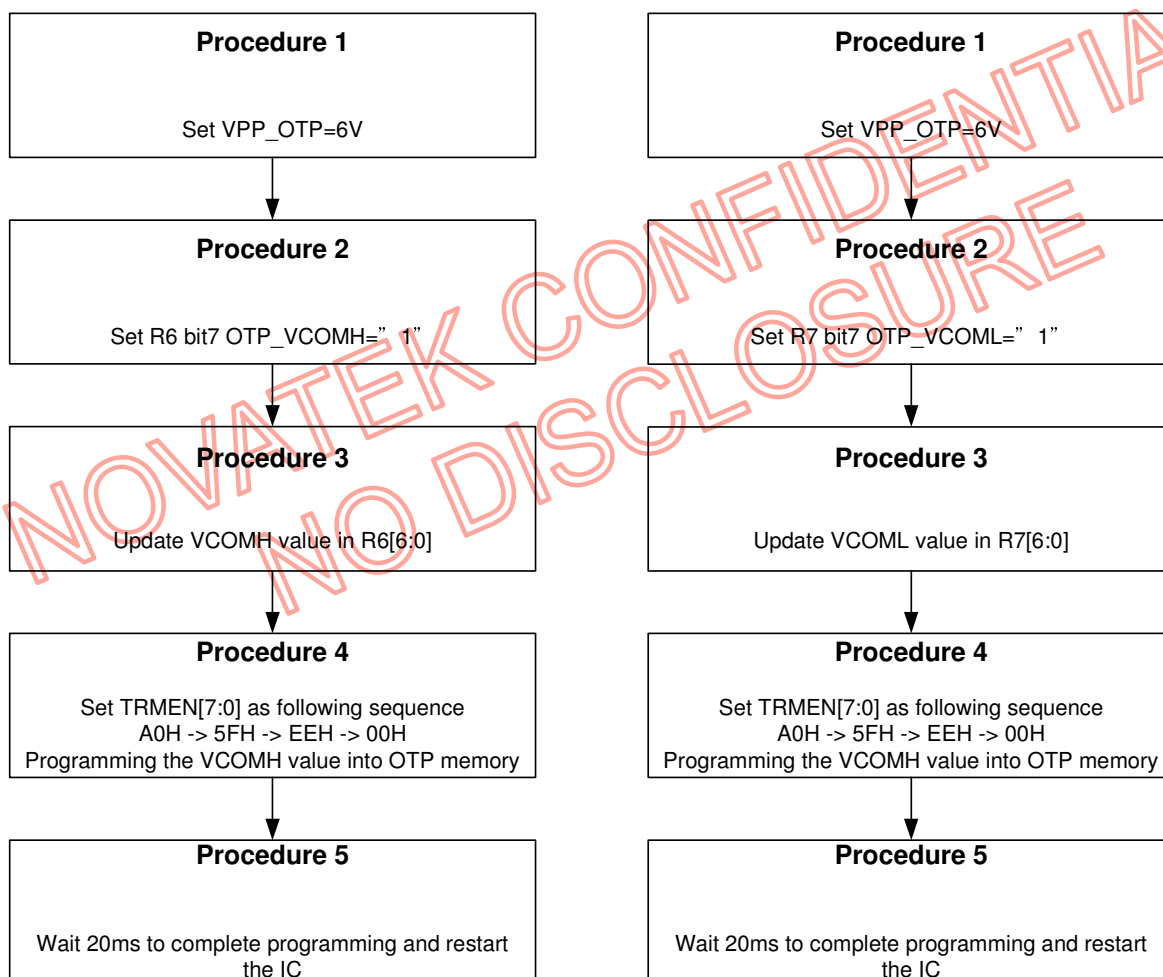 Procedure 1
Set VPP_OTP=6V
Procedure 2
Set R6 bit7 OTP_VCOMH=” 1”
Procedure 3
Update VCOMH value in R6[6:0]
Procedure 4
Set TRMEN[7:0] as following sequence
A0H -> 5FH -> EEH -> 00H
Programming the VCOMH value into OTP memory
Procedure 5
Wait 20ms to complete programming and restart
the IC
Procedure 1
Set VPP_OTP=6V
Procedure 2
Set R7 bit7 OTP_VCOML=” 1”
Procedure 3
Update VCOML value in R7[6:0]
Procedure 4
Set TRMEN[7:0] as following sequence
A0H -> 5FH -> EEH -> 00H
Programming the VCOMH value into OTP memory
Procedure 5
Wait 20ms to complete programming and restart
the IC
NOVATEK CONFIDENTIA
NO DISCLOSURE